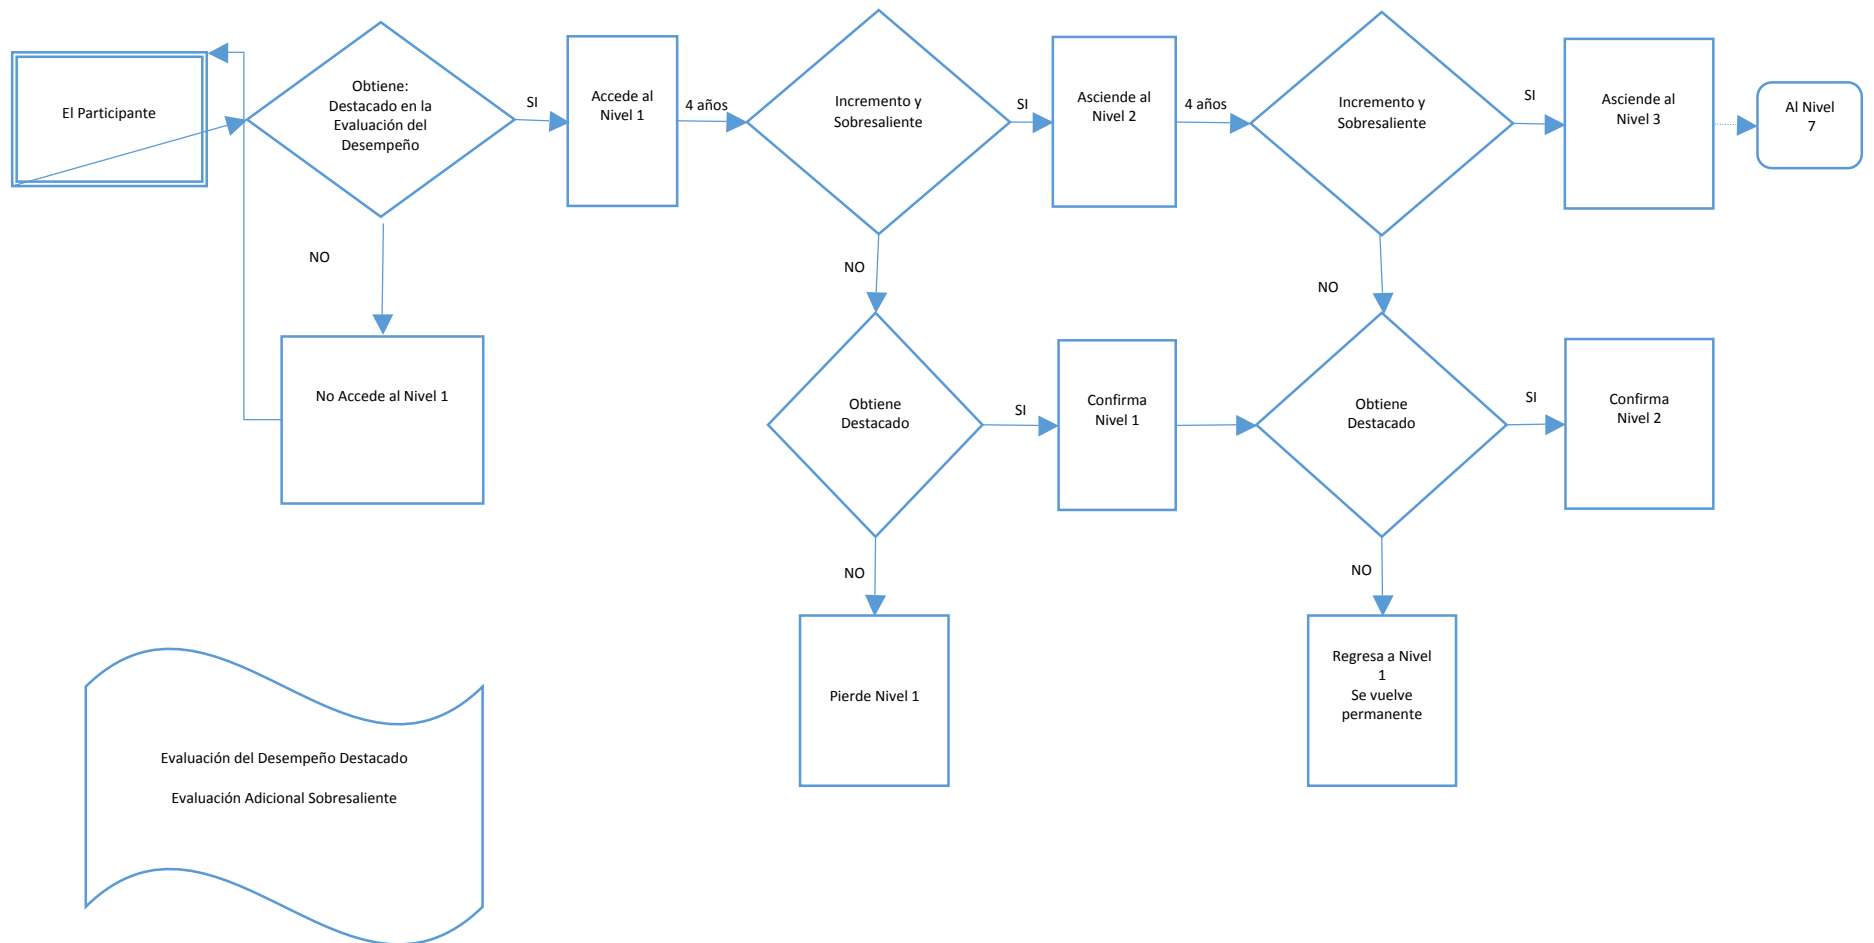 El Participante
Obtiene:
Destacado en la
Evaluación del
Desempeño
SI
Accede al
Nivel 1
4 años
Incremento y
Sobresaliente
SI
Asciende al
Nivel 2
4 años
Incremento y
Sobresaliente
SI
Asciende al
Nivel 3
Al Nivel
7
NO
NO
NO
No Accede al Nivel 1
Obtiene
Destacado
SI
Confirma
Nivel 1
Obtiene
Destacado
SI
Confirma
Nivel 2
NO
NO
Pierde Nivel 1
Regresa a Nivel
1
Se vuelve
permanente
Evaluación del Desempeño Destacado
Evaluación Adicional Sobresaliente